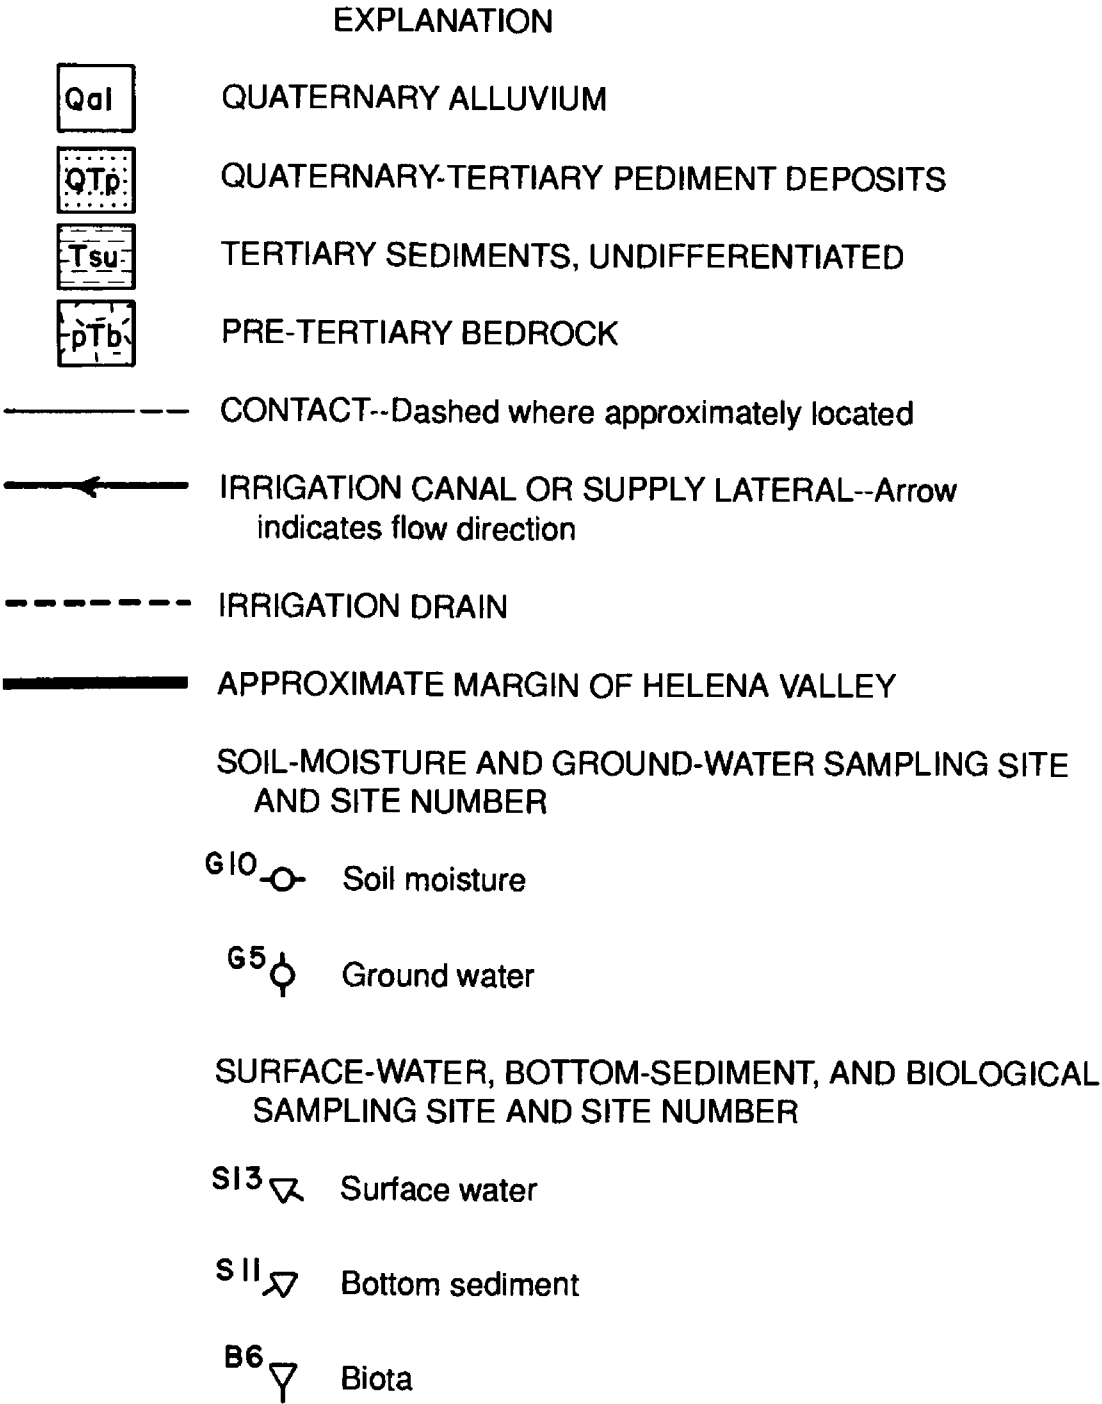 EXPLANATION
Qal QUATERNARY ALLUVIUM
QTp QUATERNARY-TERTIARY PEDIMENT DEPOSITS
Tsu TERTIARY SEDIMENTS, UNDIFFERENTIATED
pTb PRE-TERTIARY BEDROCK
CONTACT--Dashed where approximately located
IRRIGATION CANAL OR SUPPLY LATERAL--Arrow
indicates flow direction
IRRIGATION DRAIN
APPROXIMATE MARGIN OF HELENA VALLEY
SOIL-MOISTURE AND GROUND-WATER SAMPLING SITE
AND SITE NUMBER
G10 Soil moisture
G5 Ground water
SURFACE-WATER, BOTTOM-SEDIMENT, AND BIOLOGICAL
SAMPLING SITE AND SITE NUMBER
S13 Surface water
S11 Bottom sediment
B6 Biota